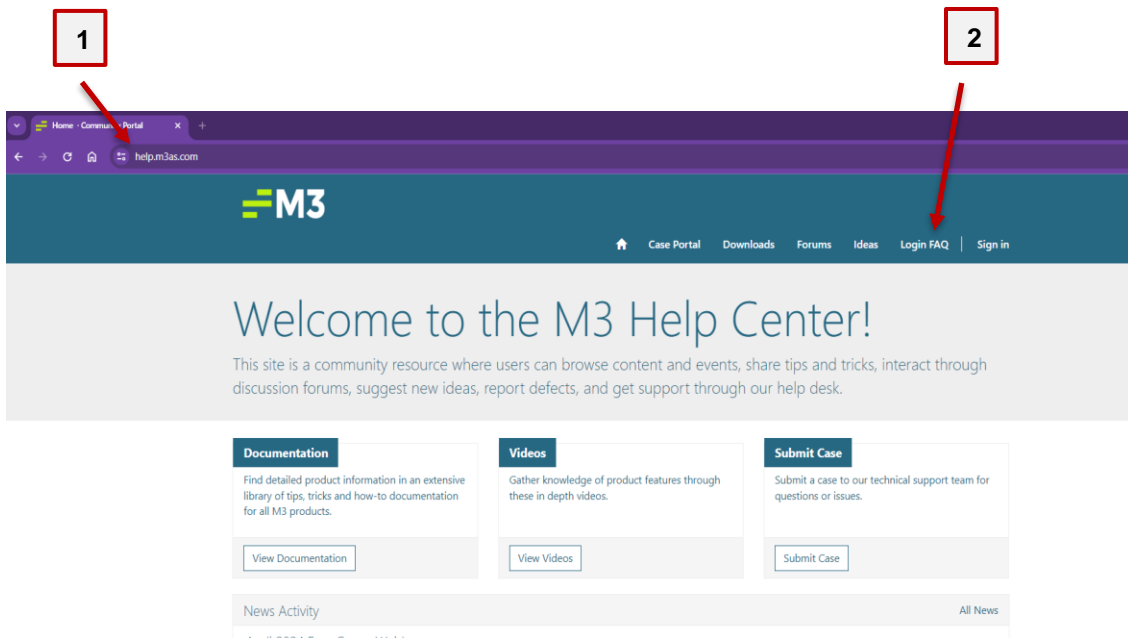 1
2
Home · Community Portal
help.m3as.com
M3
Case Portal Downloads Forums Ideas Login FAQ Sign in
Welcome to the M3 Help Center!
This site is a community resource where users can browse content and events, share tips and tricks, interact through
discussion forums, suggest new ideas, report defects, and get support through our help desk.
Documentation
Find detailed product information in an extensive
library of tips, tricks and how-to documentation
for all M3 products.
View Documentation
Videos
Gather knowledge of product features through
these in depth videos.
View Videos
Submit Case
Submit a case to our technical support team for
questions or issues.
Submit Case
News Activity
All News